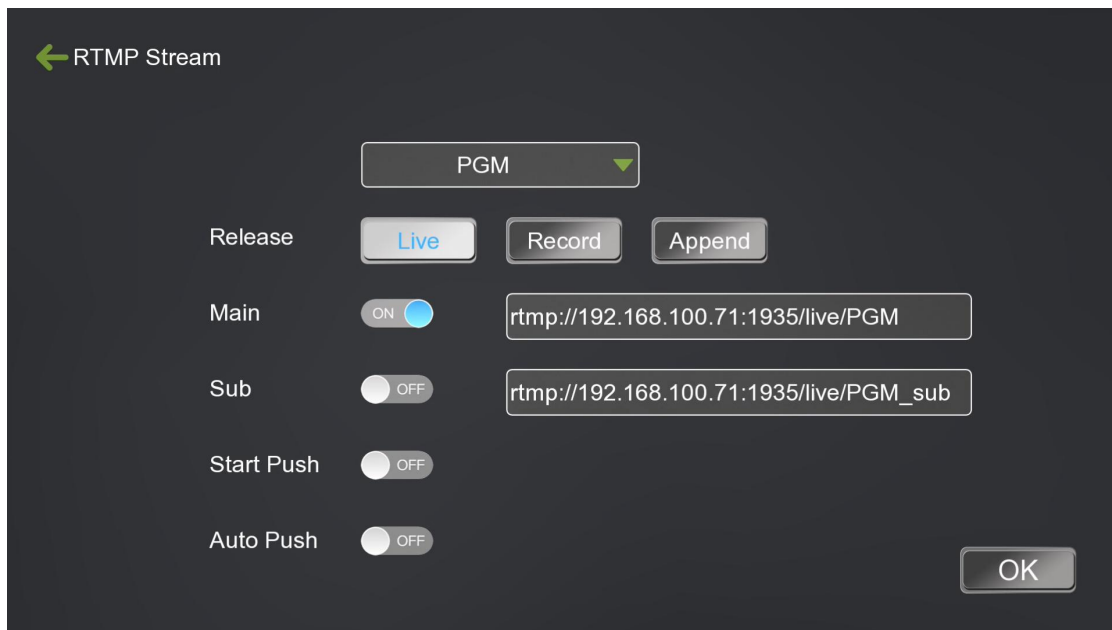 RTMP Stream
PGM
Release Live Record Append
Main ON rtmp://192.168.100.71:1935/live/PGM
Sub OFF rtmp://192.168.100.71:1935/live/PGM_sub
Start Push OFF
Auto Push OFF
OK